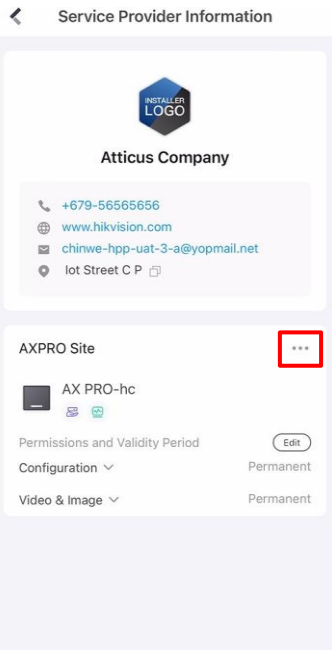 Service Provider Information
INSTALLER
LOGO
Atticus Company
+679-56565656
www.hikvision.com
chinwe-hpp-uat-3-a@yopmail.net
lot Street C P
AXPRO Site
AX PRO-hc
Permissions and Validity Period Edit
Configuration Permanent
Video & Image Permanent